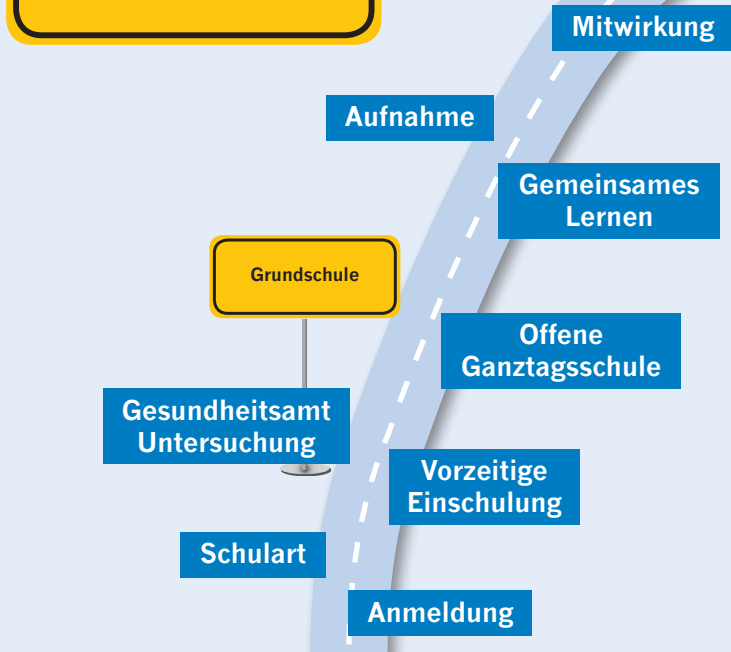 Mitwirkung
Aufnahme
Gemeinsames
Lernen
Grundschule
Offene
Ganztagsschule
Gesundheitsamt
Untersuchung
Vorzeitige
Einschulung
Schulart
Anmeldung